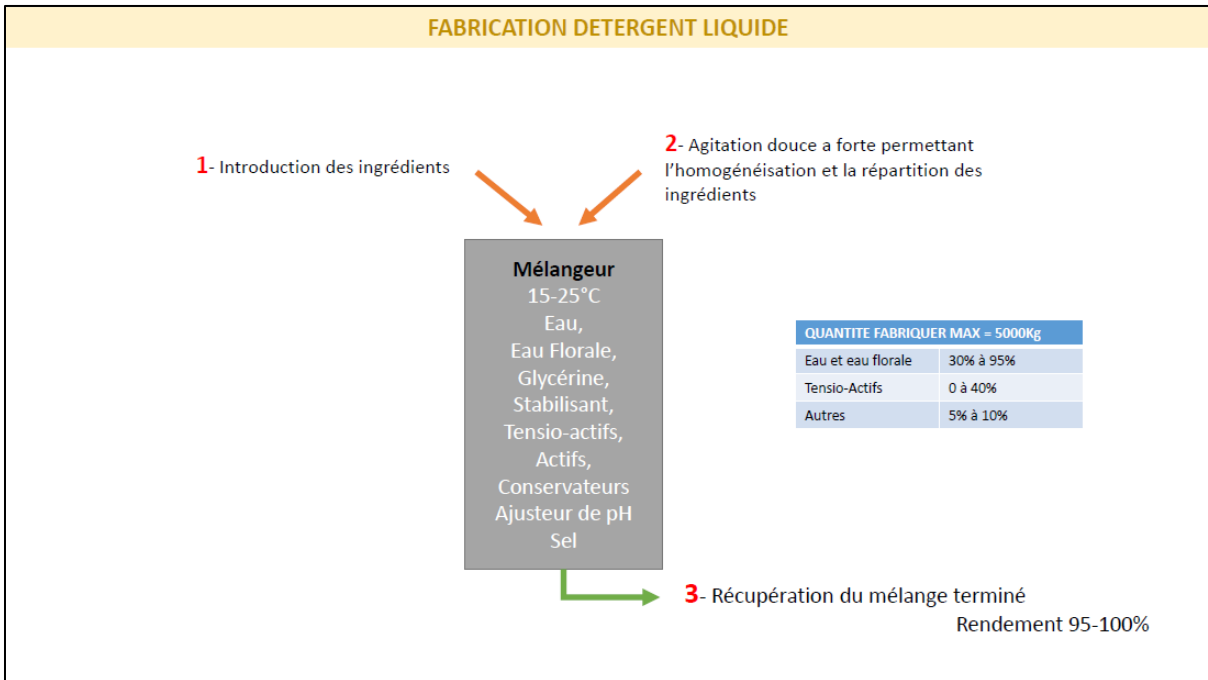 FABRICATION DETERGENT LIQUIDE
1- Introduction des ingrédients
2- Agitation douce a forte permettant
l'homogénéisation et la répartition des
ingrédients
Mélangeur
15-25°C
Eau,
Eau Florale,
Glycérine,
Stabilisant,
Tensio-actifs,
Actifs,
Conservateurs
Ajusteur de pH
Sel
QUANTITE FABRIQUER MAX = 5000Kg
Eau et eau florale 30% à 95%
Tensio-Actifs 0 à 40%
Autres 5% à 10%
3- Récupération du mélange terminé
Rendement 95-100%